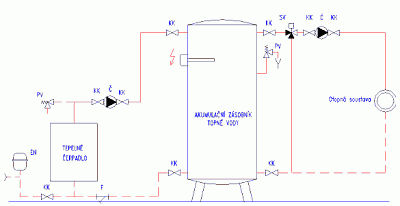 KK
KK
SV
KK
Č
KK
PV
PV
KK
Č
KK
AKUMULAČNÍ ZÁSOBNÍK
TOPNÉ VODY
Otopná soustava
TEPELNÉ
ČERPADLO
EN
KK
KK
KK
F